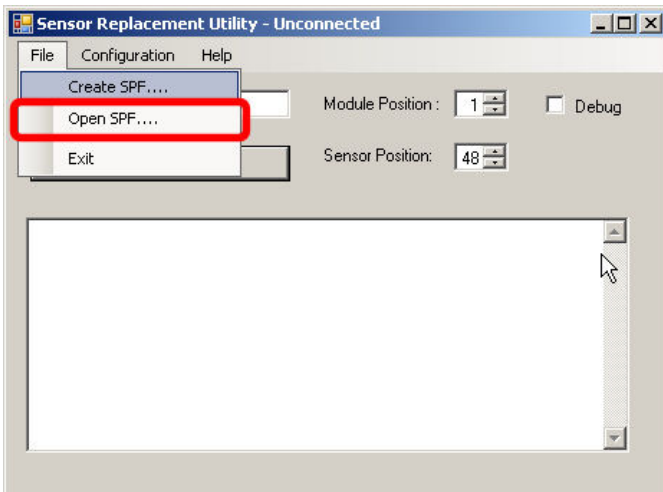 Sensor Replacement Utility - Unconnected
File Configuration Help
Create SPF....
Module Position : 1 Debug
Open SPF....
Exit
Sensor Position: 48